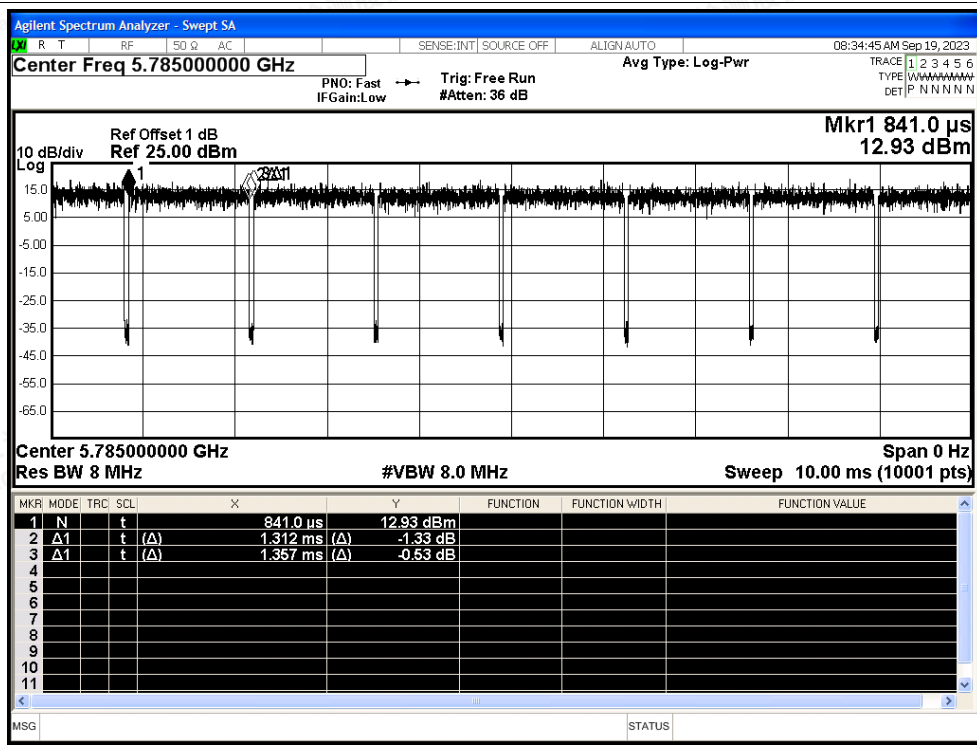 Agilent Spectrum Analyzer - Swept SA
LXI R T RF 50 Ω AC SENSE:INT SOURCE OFF ALIGN AUTO 08:34:45 AM Sep 19, 2023
Center Freq 5.785000000 GHz
PNO: Fast
IFGain:Low
Trig: Free Run
#Atten: 36 dB
Avg Type: Log-Pwr
TRACE 1 2 3 4 5 6
TYPE
DET P N N N N N
Mkr1 841.0 µs
12.93 dBm
Ref Offset 1 dB
10 dB/div Ref 25.00 dBm
Log
1
15.0
5.00
-5.00
-15.0
-25.0
-35.0
-45.0
-55.0
-65.0
Center 5.785000000 GHz Span 0 Hz
Res BW 8 MHz #VBW 8.0 MHz Sweep 10.00 ms (10001 pts)
MKR MODE TRC SCL X Y FUNCTION FUNCTION WIDTH FUNCTION VALUE
1 N t 841.0 µs 12.93 dBm
2 Δ1 t (Δ) 1.312 ms (Δ) -1.33 dB
3 Δ1 t (Δ) 1.357 ms (Δ) -0.53 dB
4
5
6
7
8
9
10
11
MSG STATUS